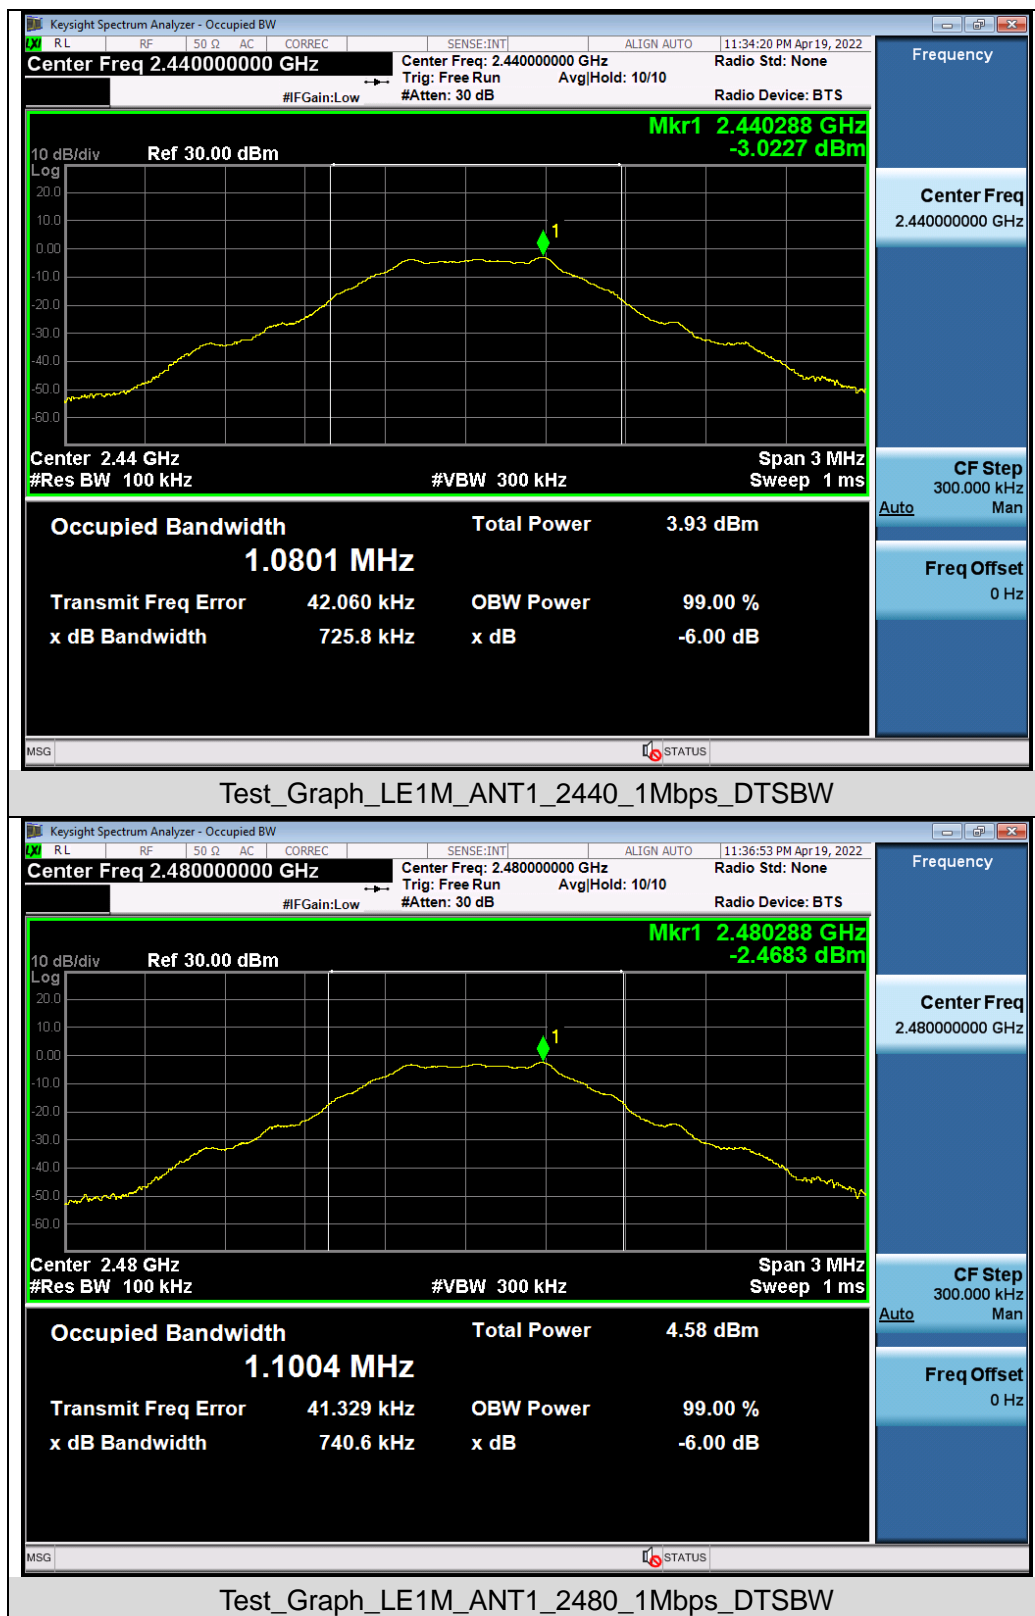 Keysight Spectrum Analyzer - Occupied BW
LXI RL RF 50 Ω AC CORREC SENSE:INT ALIGN AUTO 11:34:20 PM Apr 19, 2022
Center Freq 2.440000000 GHz
Center Freq: 2.440000000 GHz
Radio Std: None
Trig: Free Run Avg|Hold: 10/10
#IFGain:Low
#Atten: 30 dB
Radio Device: BTS
Mkr1 2.440288 GHz
-3.0227 dBm
10 dB/div Ref 30.00 dBm
Log
20.0
10.0
0.00
-10.0
-20.0
-30.0
-40.0
-50.0
-60.0
1
Center 2.44 GHz Span 3 MHz
#Res BW 100 kHz #VBW 300 kHz Sweep 1 ms
Occupied Bandwidth Total Power 3.93 dBm
1.0801 MHz
Transmit Freq Error 42.060 kHz OBW Power 99.00 %
x dB Bandwidth 725.8 kHz x dB -6.00 dB
MSG STATUS
Frequency
Center Freq
2.440000000 GHz
CF Step
300.000 kHz
Auto Man
Freq Offset
0 Hz
Test_Graph_LE1M_ANT1_2440_1Mbps_DTSBW
Keysight Spectrum Analyzer - Occupied BW
LXI RL RF 50 Ω AC CORREC SENSE:INT ALIGN AUTO 11:36:53 PM Apr 19, 2022
Center Freq 2.480000000 GHz
Center Freq: 2.480000000 GHz
Radio Std: None
Trig: Free Run Avg|Hold: 10/10
#IFGain:Low
#Atten: 30 dB
Radio Device: BTS
Mkr1 2.480288 GHz
-2.4683 dBm
10 dB/div Ref 30.00 dBm
Log
20.0
10.0
0.00
-10.0
-20.0
-30.0
-40.0
-50.0
-60.0
1
Center 2.48 GHz Span 3 MHz
#Res BW 100 kHz #VBW 300 kHz Sweep 1 ms
Occupied Bandwidth Total Power 4.58 dBm
1.1004 MHz
Transmit Freq Error 41.329 kHz OBW Power 99.00 %
x dB Bandwidth 740.6 kHz x dB -6.00 dB
MSG STATUS
Frequency
Center Freq
2.480000000 GHz
CF Step
300.000 kHz
Auto Man
Freq Offset
0 Hz
Test_Graph_LE1M_ANT1_2480_1Mbps_DTSBW